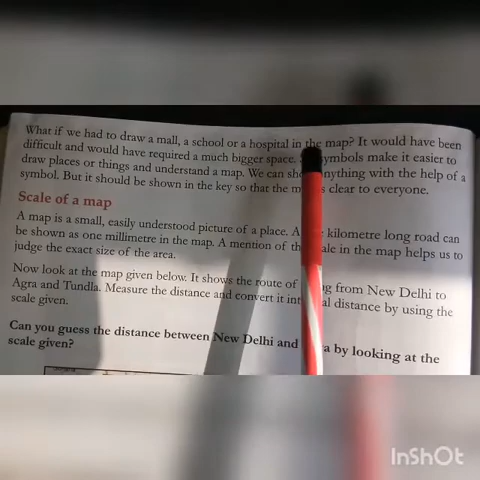 What if we had to draw a mall, a school or a hospital in the map? It would have been
difficult and would have required a much bigger space. symbols make it easier to
draw places or things and understand a map. We can nything with the help of a
symbol. But it should be shown in the key so that the clear to everyone.
Scale of a map
A map is a small, easily understood picture of a place. A kilometre long road can
be shown as one millimetre in the map. A mention of ale in the map helps us to
judge the exact size of the area.
Now look at the map given below. It shows the route of ng from New Delhi to
Agra and Tundla. Measure the distance and convert it al distance by using the
scale given.
Can you guess the distance between New Delhi and a by looking at the
scale given?
InShOt